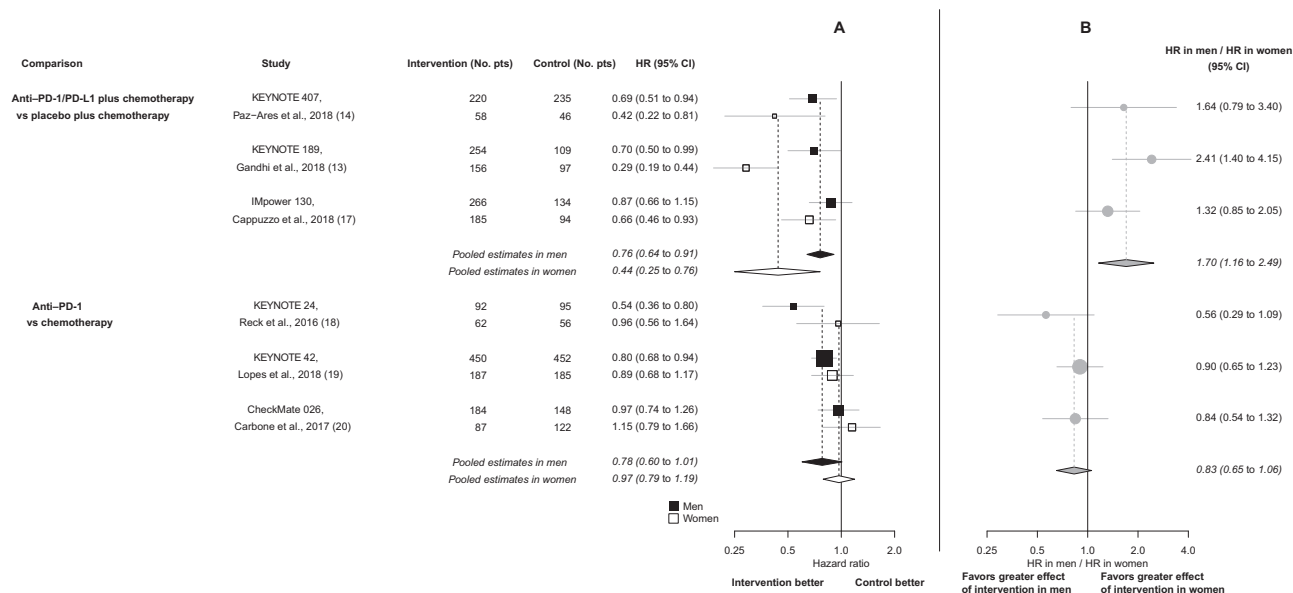 A
B
HR in men / HR in women
(95% CI)
Comparison Study Intervention (No. pts) Control (No. pts) HR (95% CI)
Anti–PD-1/PD-L1 plus chemotherapy KEYNOTE 407, 220 235 0.69 (0.51 to 0.94)
1.64 (0.79 to 3.40)
vs placebo plus chemotherapy Paz−Ares et al., 2018 (14) 58 46 0.42 (0.22 to 0.81)
KEYNOTE 189, 254 109 0.70 (0.50 to 0.99)
2.41 (1.40 to 4.15)
Gandhi et al., 2018 (13) 156 97 0.29 (0.19 to 0.44)
IMpower 130, 266 134 0.87 (0.66 to 1.15)
1.32 (0.85 to 2.05)
Cappuzzo et al., 2018 (17) 185 94 0.66 (0.46 to 0.93)
Pooled estimates in men 0.76 (0.64 to 0.91)
1.70 (1.16 to 2.49)
Pooled estimates in women 0.44 (0.25 to 0.76)
Anti–PD-1 KEYNOTE 24, 92 95 0.54 (0.36 to 0.80)
0.56 (0.29 to 1.09)
vs chemotherapy Reck et al., 2016 (18) 62 56 0.96 (0.56 to 1.64)
KEYNOTE 42, 450 452 0.80 (0.68 to 0.94)
0.90 (0.65 to 1.23)
Lopes et al., 2018 (19) 187 185 0.89 (0.68 to 1.17)
CheckMate 026, 184 148 0.97 (0.74 to 1.26)
0.84 (0.54 to 1.32)
Carbone et al., 2017 (20) 87 122 1.15 (0.79 to 1.66)
Pooled estimates in men 0.78 (0.60 to 1.01)
0.83 (0.65 to 1.06)
Pooled estimates in women 0.97 (0.79 to 1.19)
Men
Women
0.25 0.5 1.0 2.0
Hazard ratio
Intervention better Control better
0.25 0.5 1.0 2.0 4.0
HR in men / HR in women
Favors greater effect Favors greater effect
of intervention in men of intervention in women